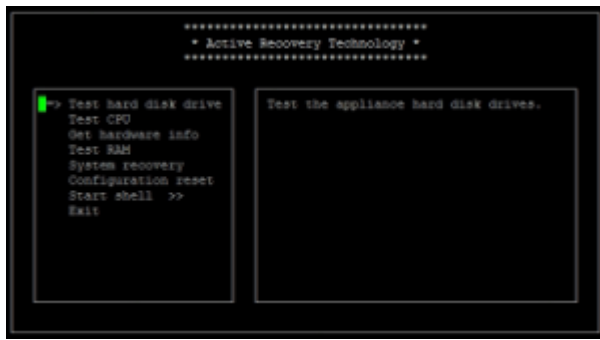 *********************************
* Active Recovery Technology *
*********************************
=> Test hard disk drive
Test CPU
Get hardware info
Test RAM
System recovery
Configuration reset
Start shell >>
Exit
Test the appliance hard disk drives.